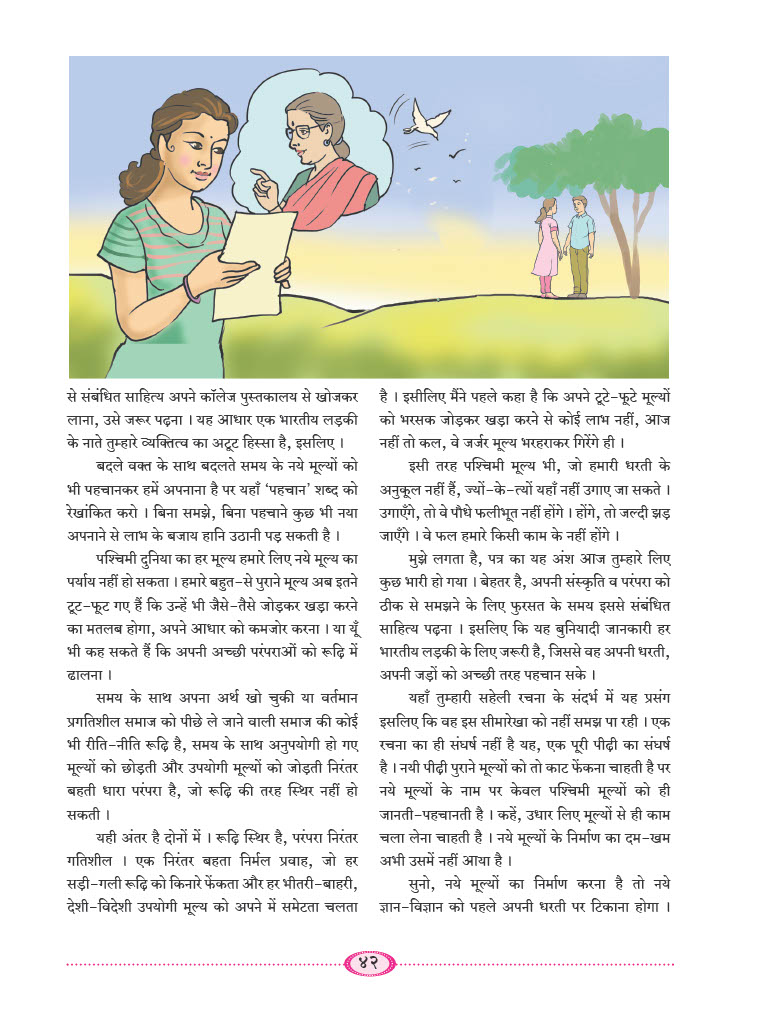 से संबंधित साहित्य अपने कॉलेज पुस्तकालय से खोजकर
लाना, उसे जरूर पढ़ना । यह आधार एक भारतीय लड़की
के नाते तुम्हारे व्यक्तित्व का अटूट हिस्सा है, इसलिए ।
बदले वक्त के साथ बदलते समय के नये मूल्यों को
भी पहचानकर हमें अपनाना है पर यहाँ ‘पहचान’ शब्द को
रेखांकित करो । बिना समझे, बिना पहचाने कुछ भी नया
अपनाने से लाभ के बजाय हानि उठानी पड़ सकती है ।
पश्चिमी दुनिया का हर मूल्य हमारे लिए नये मूल्य का
पर्याय नहीं हो सकता । हमारे बहुत-से पुराने मूल्य अब इतने
टूट-फूट गए हैं कि उन्हें भी जैसे-तैसे जोड़कर खड़ा करने
का मतलब होगा, अपने आधार को कमजोर करना । या यूँ
भी कह सकते हैं कि अपनी अच्छी परंपराओं को रूढ़ि में
ढालना ।
समय के साथ अपना अर्थ खो चुकी या वर्तमान
प्रगतिशील समाज को पीछे ले जाने वाली समाज की कोई
भी रीति-नीति रूढ़ि है, समय के साथ अनुपयोगी हो गए
मूल्यों को छोड़ती और उपयोगी मूल्यों को जोड़ती निरंतर
बहती धारा परंपरा है, जो रूढ़ि की तरह स्थिर नहीं हो
सकती ।
यही अंतर है दोनों में । रूढ़ि स्थिर है, परंपरा निरंतर
गतिशील । एक निरंतर बहता निर्मल प्रवाह, जो हर
सड़ी-गली रूढ़ि को किनारे फेंकता और हर भीतरी-बाहरी,
देशी-विदेशी उपयोगी मूल्य को अपने में समेटता चलता
है । इसीलिए मैंने पहले कहा है कि अपने टूटे-फूटे मूल्यों
को भरसक जोड़कर खड़ा करने से कोई लाभ नहीं, आज
नहीं तो कल, वे जर्जर मूल्य भरहराकर गिरेंगे ही ।
इसी तरह पश्चिमी मूल्य भी, जो हमारी धरती के
अनुकूल नहीं हैं, ज्यों-के-त्यों यहाँ नहीं उगाए जा सकते ।
उगाएँगे, तो वे पौधे फलीभूत नहीं होंगे । होंगे, तो जल्दी झड़
जाएँगे । वे फल हमारे किसी काम के नहीं होंगे ।
मुझे लगता है, पत्र का यह अंश आज तुम्हारे लिए
कुछ भारी हो गया । बेहतर है, अपनी संस्कृति व परंपरा को
ठीक से समझने के लिए फुरसत के समय इससे संबंधित
साहित्य पढ़ना । इसलिए कि यह बुनियादी जानकारी हर
भारतीय लड़की के लिए जरूरी है, जिससे वह अपनी धरती,
अपनी जड़ों को अच्छी तरह पहचान सके ।
यहाँ तुम्हारी सहेली रचना के संदर्भ में यह प्रसंग
इसलिए कि वह इस सीमारेखा को नहीं समझ पा रही । एक
रचना का ही संघर्ष नहीं है यह, एक पूरी पीढ़ी का संघर्ष
है । नयी पीढ़ी पुराने मूल्यों को तो काट फेंकना चाहती है पर
नये मूल्यों के नाम पर केवल पश्चिमी मूल्यों को ही
जानती-पहचानती है । कहें, उधार लिए मूल्यों से ही काम
चला लेना चाहती है । नये मूल्यों के निर्माण का दम-खम
अभी उसमें नहीं आया है ।
सुनो, नये मूल्यों का निर्माण करना है तो नये
ज्ञान-विज्ञान को पहले अपनी धरती पर टिकाना होगा ।
४२